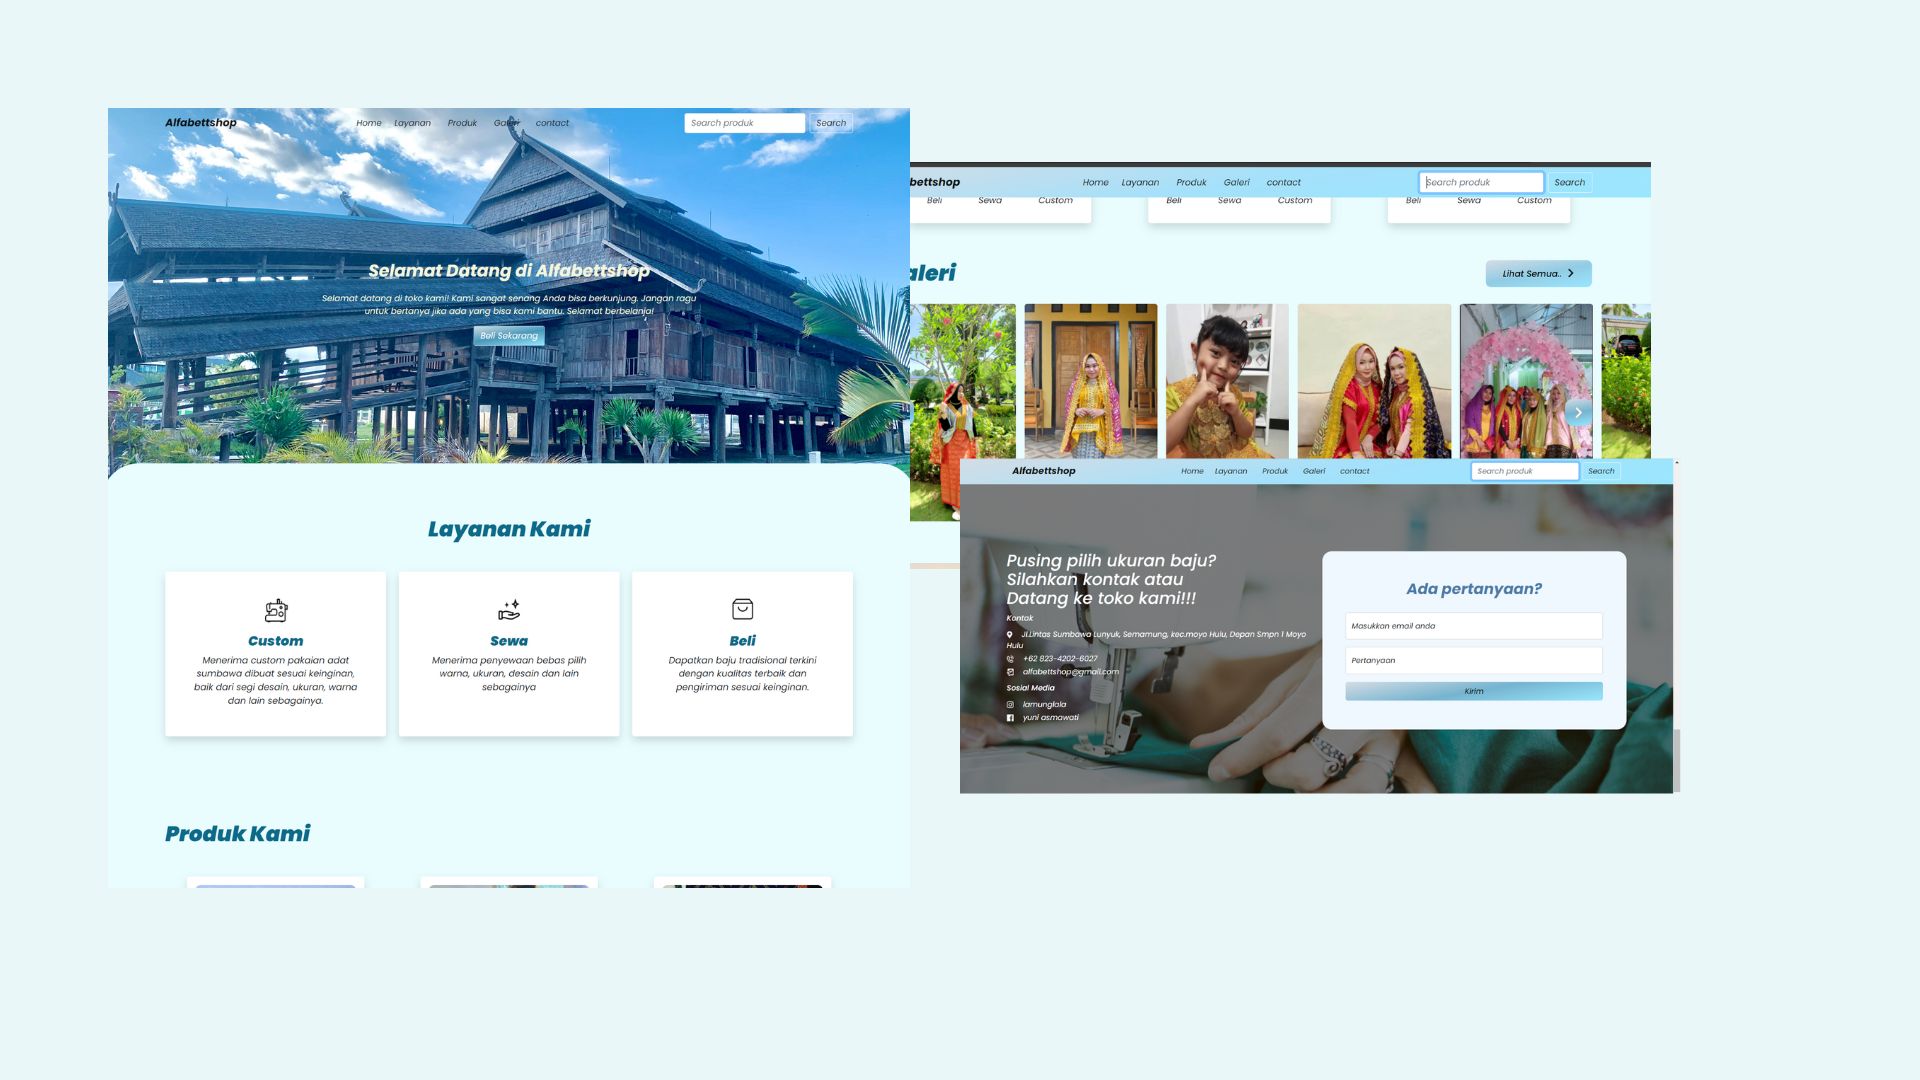 Alfabettshop
Home Layanan Produk Galeri contact
Search produk Search
Selamat Datang di Alfabettshop
Selamat datang di toko kami! Kami sangat senang Anda bisa berkunjung. Jangan ragu
untuk bertanya jika ada yang bisa kami bantu. Selamat berbelanja!
Beli Sekarang
Layanan Kami
Custom
Menerima custom pakaian adat
sumbawa dibuat sesuai keinginan,
baik dari segi desain, ukuran, warna
dan lain sebagainya.
Sewa
Menerima penyewaan bebas pilih
warna, ukuran, desain dan lain
sebagainya
Beli
Dapatkan baju tradisional terkini
dengan kualitas terbaik dan
pengiriman sesuai keinginan.
Produk Kami
bettshop
Home Layanan Produk Galeri contact
Search produk Search
Beli Sewa Custom
Beli Sewa Custom
Beli Sewa Custom
aleri
Lihat Semua..
Alfabettshop
Home Layanan Produk Galeri contact
Search produk Search
Pusing pilih ukuran baju?
Silahkan kontak atau
Datang ke toko kami!!!
Kontak
Jl.Lintas Sumbawa Lunyuk, Semamung, kec.moyo Hulu, Depan Smpn 1 Moyo
Hulu
+62 823-4202-6027
alfabettshop@gmail.com
Sosial Media
lamunglala
yuni asmawati
Ada pertanyaan?
Masukkan email anda
Pertanyaan
Kirim